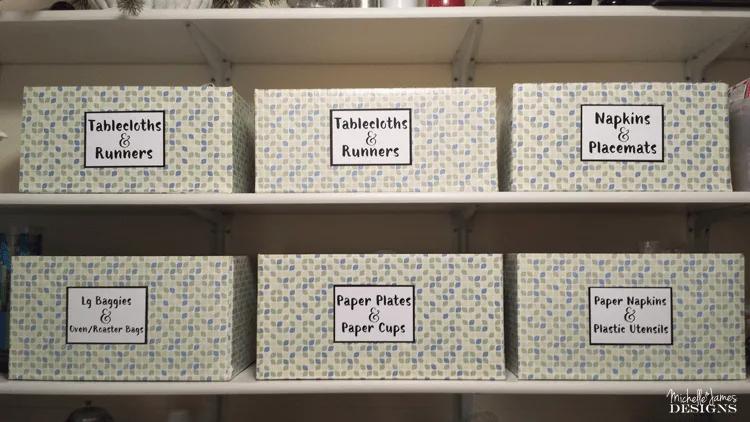 Tablecloths
&
Runners
Tablecloths
&
Runners
Napkins
&
Placemats
Lg Baggies
&
Oven/Roaster Bags
Paper Plates
&
Paper Cups
Paper Napkins
&
Plastic Utensils
Michelle James
DESIGNS